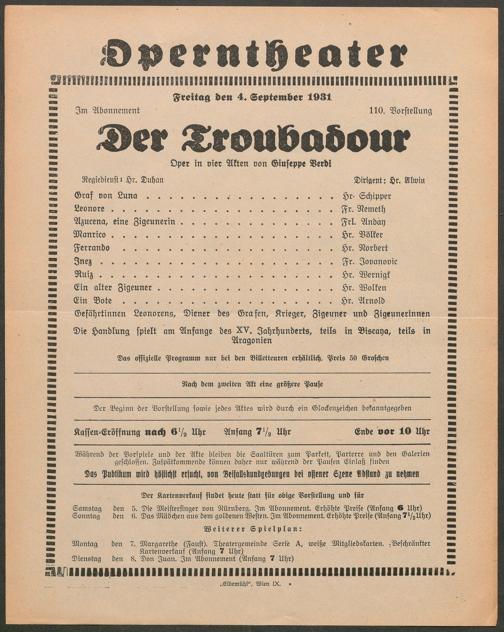 Operntheater
Freitag den 4. September 1931
Im Abonnement 110. Vorstellung
Der Troubadour
Oper in vier Akten von Giuseppe Verdi
Regiedienst: Hr. Duhan Dirigent: Hr. Alwin
Graf von Luna . . . . . . . . . . . . . . . . Hr. Schipper
Leonore . . . . . . . . . . . . . . . . Fr. Nemeth
Azucena, eine Zigeunerin . . . . . . . . . . . . . Frl. Anday
Manrico . . . . . . . . . . . . . . . . Hr. Völker
Ferrando . . . . . . . . . . . . . . . . Hr. Norbert
Inez . . . . . . . . . . . . . . . . Fr. Jovanovic
Ruiz . . . . . . . . . . . . . . . . Hr. Wernigk
Ein alter Zigeuner . . . . . . . . . . . . . . Hr. Wolken
Ein Bote . . . . . . . . . . . . . . . . Hr. Arnold
Gefährtinnen Leonorens, Diener des Grafen, Krieger, Zigeuner und Zigeunerinnen
Die Handlung spielt am Anfange des XV. Jahrhunderts, teils in Biscaya, teils in
Aragonien
Das offizielle Programm nur bei den Billetteuren erhältlich. Preis 50 Groschen
Nach dem zweiten Akt eine größere Pause
Der Beginn der Vorstellung sowie jedes Aktes wird durch ein Glockenzeichen bekanntgegeben
Kassen-Eröffnung nach 6½ Uhr Anfang 7½ Uhr Ende vor 10 Uhr
Während der Vorspiele und der Akte bleiben die Saaltüren zum Parkett, Parterre und den Galerien
geschlossen. Zuspätkommende können daher nur während der Pausen Einlaß finden
Das Publikum wird höflichst ersucht, von Beifallskundgebungen bei offener Szene Abstand zu nehmen
Der Kartenverkauf findet heute statt für obige Vorstellung und für
Samstag den 5. Die Meistersinger von Nürnberg. Im Abonnement. Erhöhte Preise (Anfang 6 Uhr)
Sonntag den 6. Das Mädchen aus dem goldenen Westen. Im Abonnement. Erhöhte Preise (Anfang 7½ Uhr)
Weiterer Spielplan:
Montag den 7. Margarethe (Faust). Theatergemeinde Serie A, weiße Mitgliedskarten. Beschränkter
Kartenverkauf (Anfang 7 Uhr)
Dienstag den 8. Don Juan. Im Abonnement (Anfang 7 Uhr)
„Elbemühl“, Wien IX.